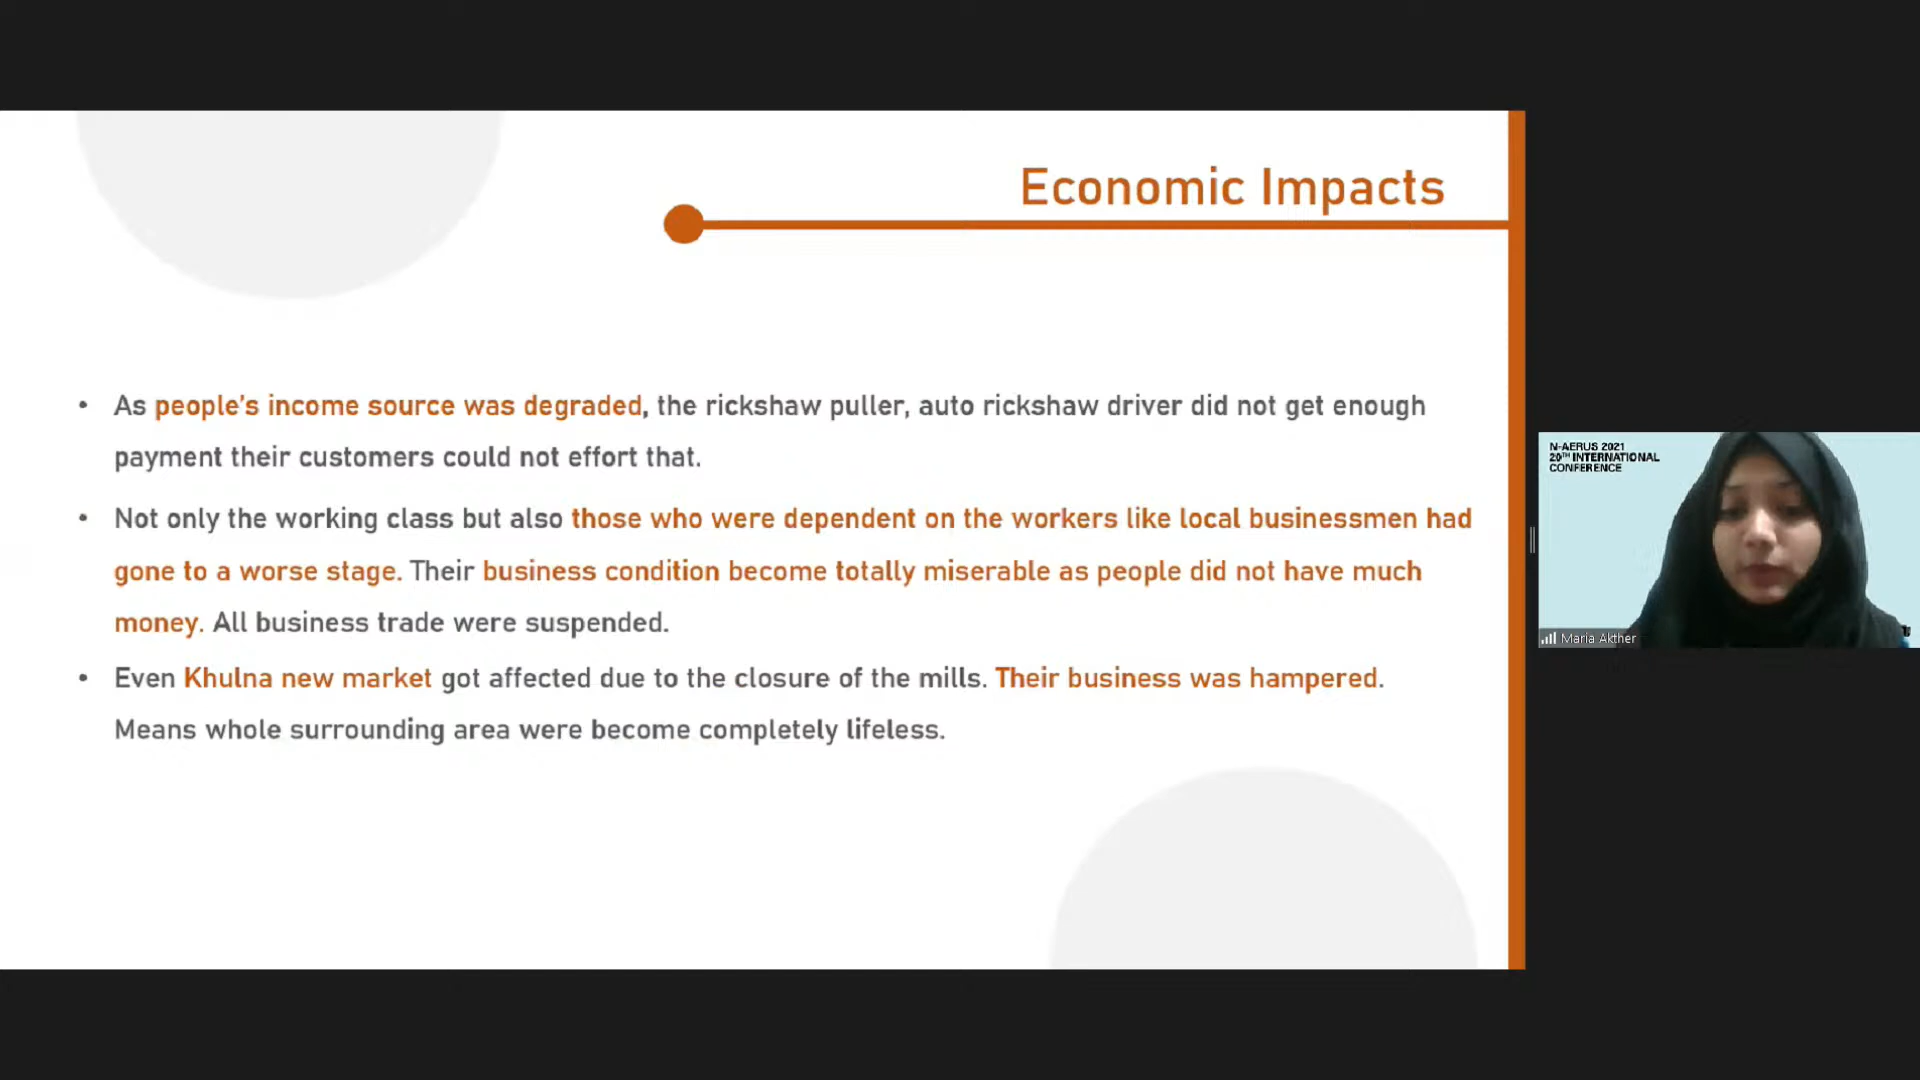 Economic Impacts
• As people's income source was degraded, the rickshaw puller, auto rickshaw driver did not get enough
payment their customers could not effort that.
• Not only the working class but also those who were dependent on the workers like local businessmen had
gone to a worse stage. Their business condition become totally miserable as people did not have much
money. All business trade were suspended.
• Even Khulna new market got affected due to the closure of the mills. Their business was hampered.
Means whole surrounding area were become completely lifeless.
N-AERUS 2021
20TH INTERNATIONAL
CONFERENCE
Maria Akther